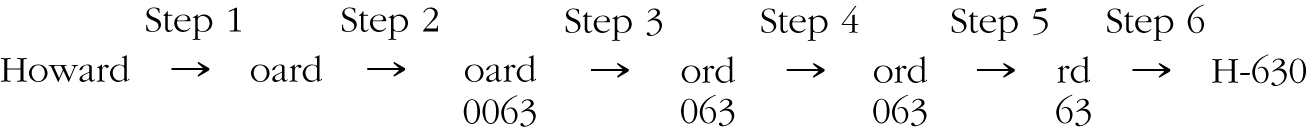 Step 1 Step 2 Step 3 Step 4 Step 5 Step 6
Howard → oard → oard → ord → ord → rd → H-630
0063 063 063 63